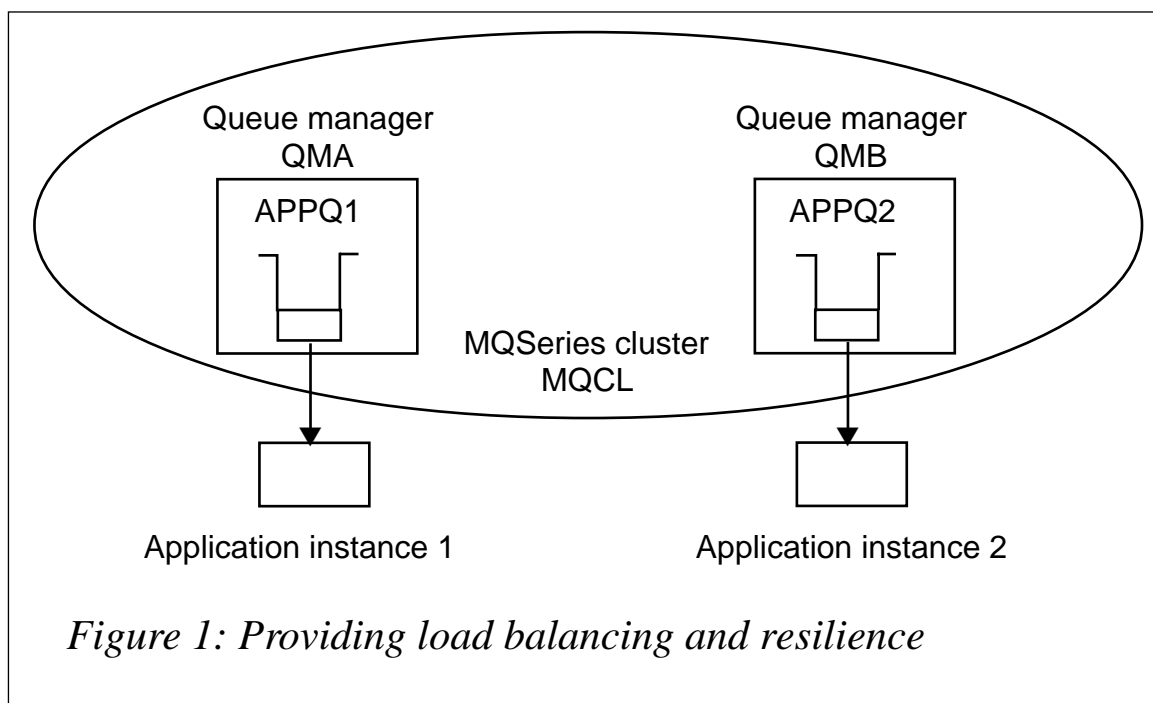 Queue manager
QMA
Queue manager
QMB
APPQ1
APPQ2
MQSeries cluster
MQCL
Application instance 1
Application instance 2
Figure 1: Providing load balancing and resilience